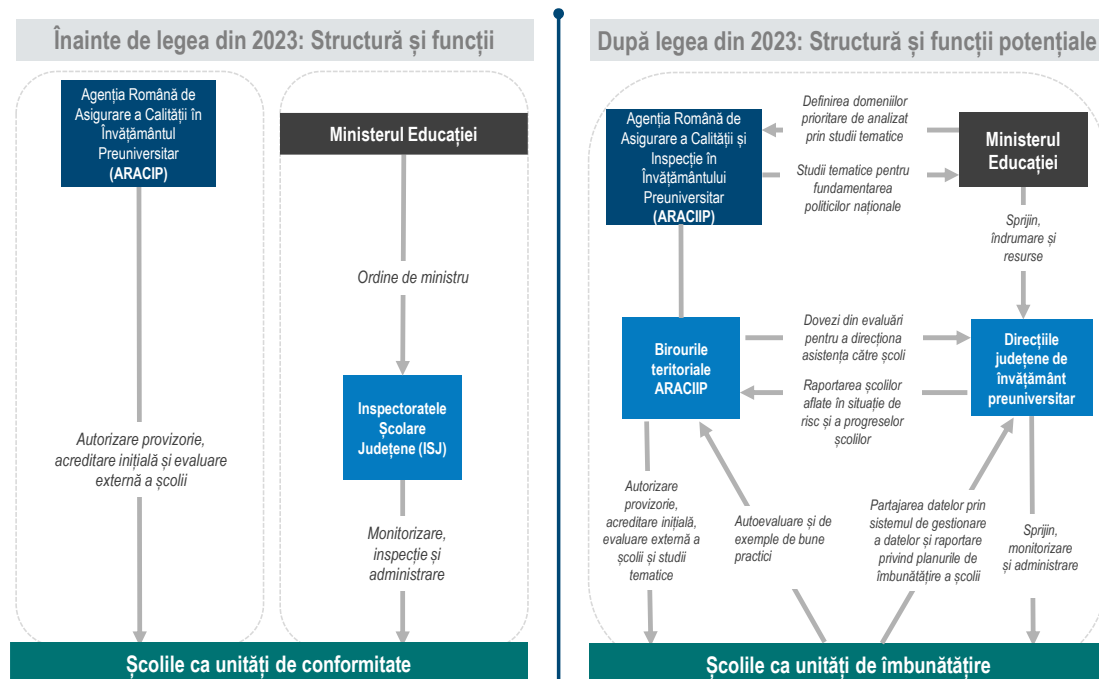 Înainte de legea din 2023: Structură și funcții
Agenția Română de
Asigurare a Calității în
Învățământul
Preuniversitar
(ARACIP)
Ministerul Educației
Ordine de ministru
Inspectoratele
Școlare
Județene (ISJ)
Autorizare provizorie,
acreditare inițială și evaluare
externă a școlii
Monitorizare,
inspecție și
administrare
Școlile ca unități de conformitate
După legea din 2023: Structură și funcții potențiale
Agenția Română de
Asigurare a Calității și
Inspecție în
Învățământului
Preuniversitar
(ARACIIP)
Definirea domeniilor
prioritare de analizat
prin studii tematice
Studii tematice pentru
fundamentarea
politicilor naționale
Ministerul
Educației
Sprijin,
îndrumare și
resurse
Birourile
teritoriale
ARACIIP
Dovezi din evaluări
pentru a direcționa
asistența către școli
Raportarea școlilor
aflate în situație de
risc și a progreselor
școlilor
Direcțiile
județene de
învățământ
preuniversitar
Autorizare
provizorie,
acreditare inițială,
evaluare externă a
școlii și studii
tematice
Autoevaluare și de
exemple de bune
practici
Partajarea datelor prin
sistemul de gestionare
a datelor și raportare
privind planurile de
îmbunătățire a școlii
Sprijin,
monitorizare
și administrare
Școlile ca unități de îmbunătățire